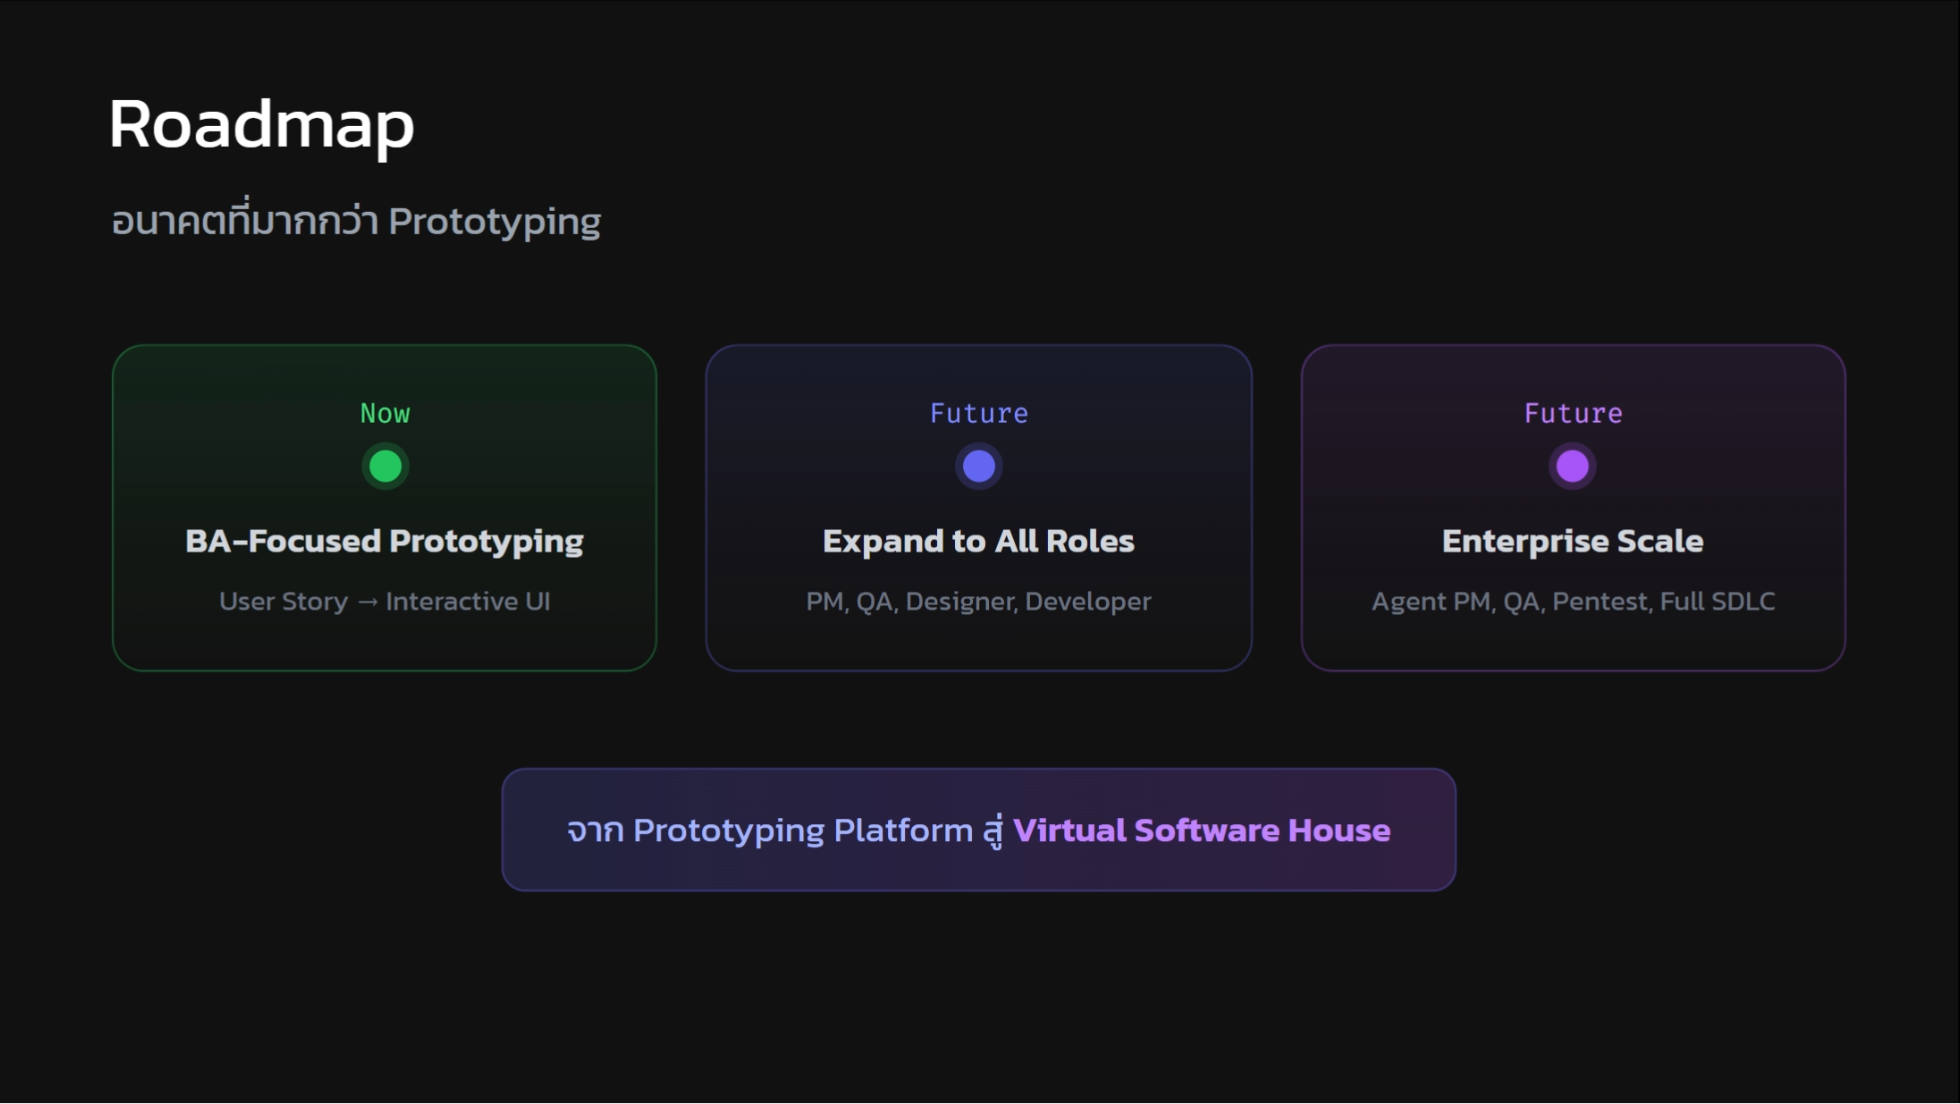 Roadmap
อนาคตที่มากกว่า Prototyping
Now
BA-Focused Prototyping
User Story → Interactive UI
Future
Expand to All Roles
PM, QA, Designer, Developer
Future
Enterprise Scale
Agent PM, QA, Pentest, Full SDLC
จาก Prototyping Platform สู่ Virtual Software House